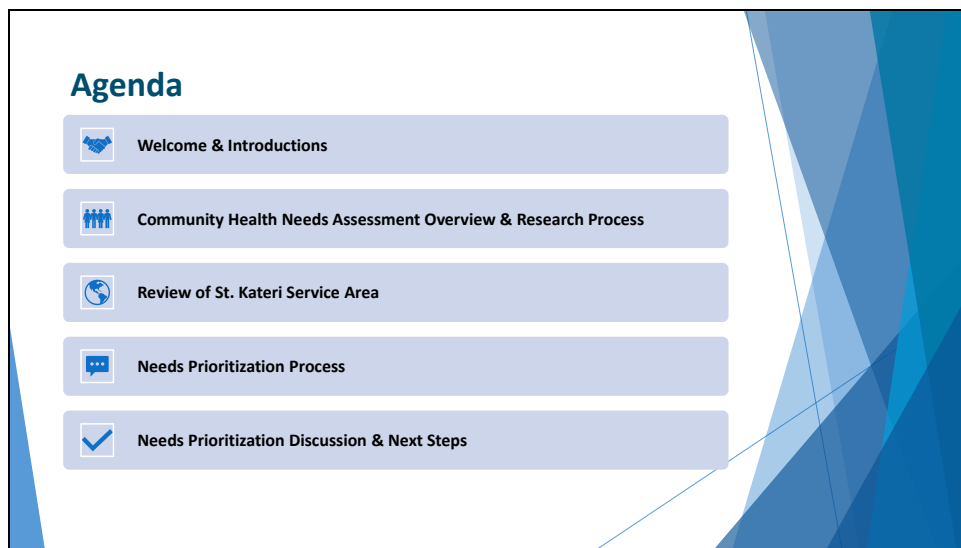 Agenda
Welcome & Introductions
Community Health Needs Assessment Overview & Research Process
Review of St. Kateri Service Area
Needs Prioritization Process
Needs Prioritization Discussion & Next Steps